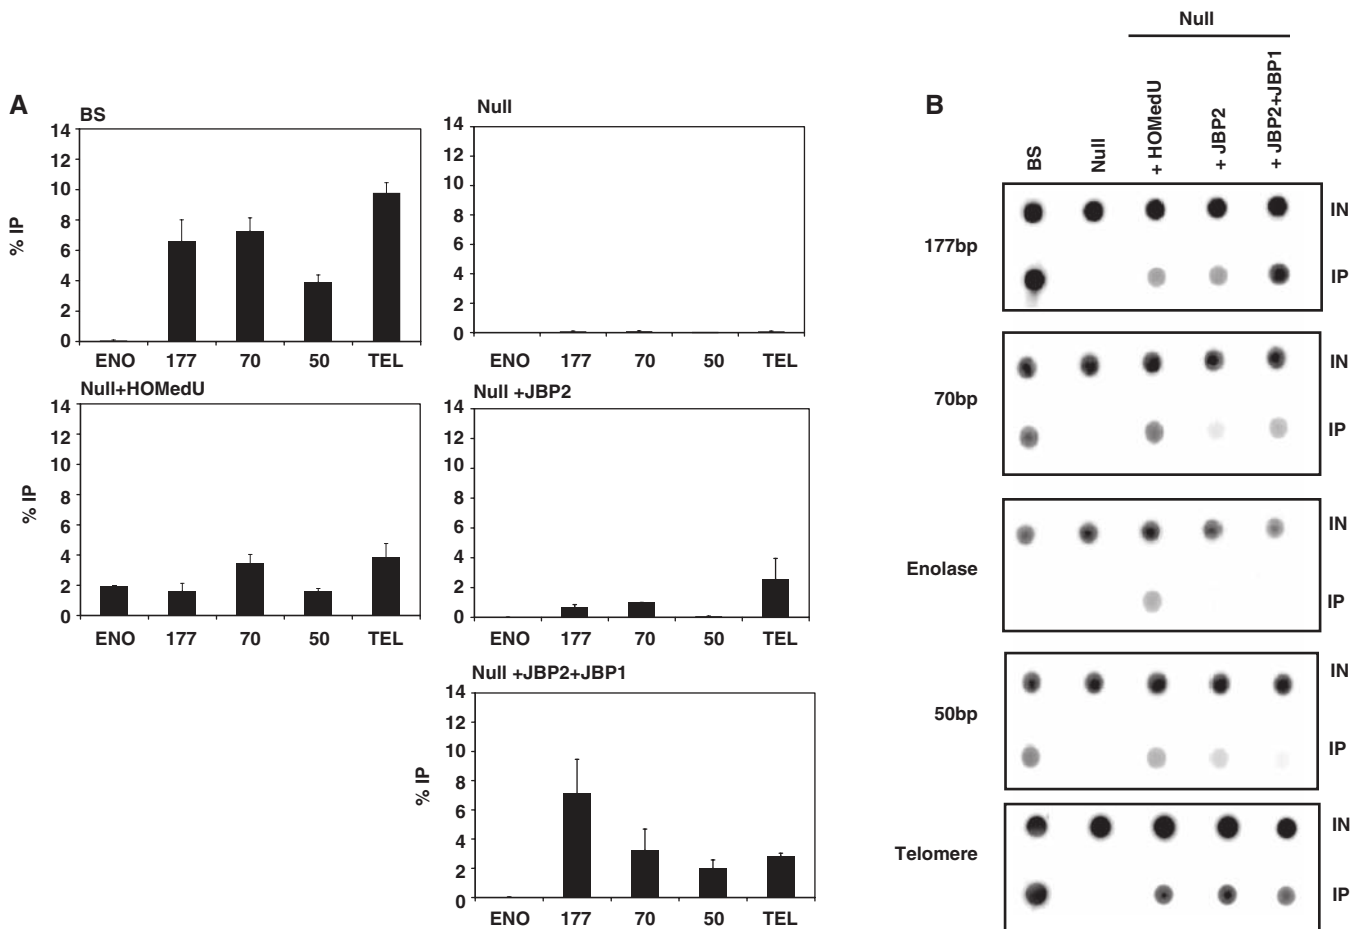 A
BS
14
12
10
8
6
4
2
0
% IP
ENO 177 70 50 TEL
Null
14
12
10
8
6
4
2
0
ENO 177 70 50 TEL
Null+HOMedU
14
12
10
8
6
4
2
0
% IP
ENO 177 70 50 TEL
Null +JBP2
14
12
10
8
6
4
2
0
ENO 177 70 50 TEL
Null +JBP2+JBP1
14
12
10
8
6
4
2
0
% IP
ENO 177 70 50 TEL
B
Null
BS
Null
+ HOMedU
+ JBP2
+ JBP2+JBP1
177bp
IN
IP
70bp
IN
IP
Enolase
IN
IP
50bp
IN
IP
Telomere
IN
IP